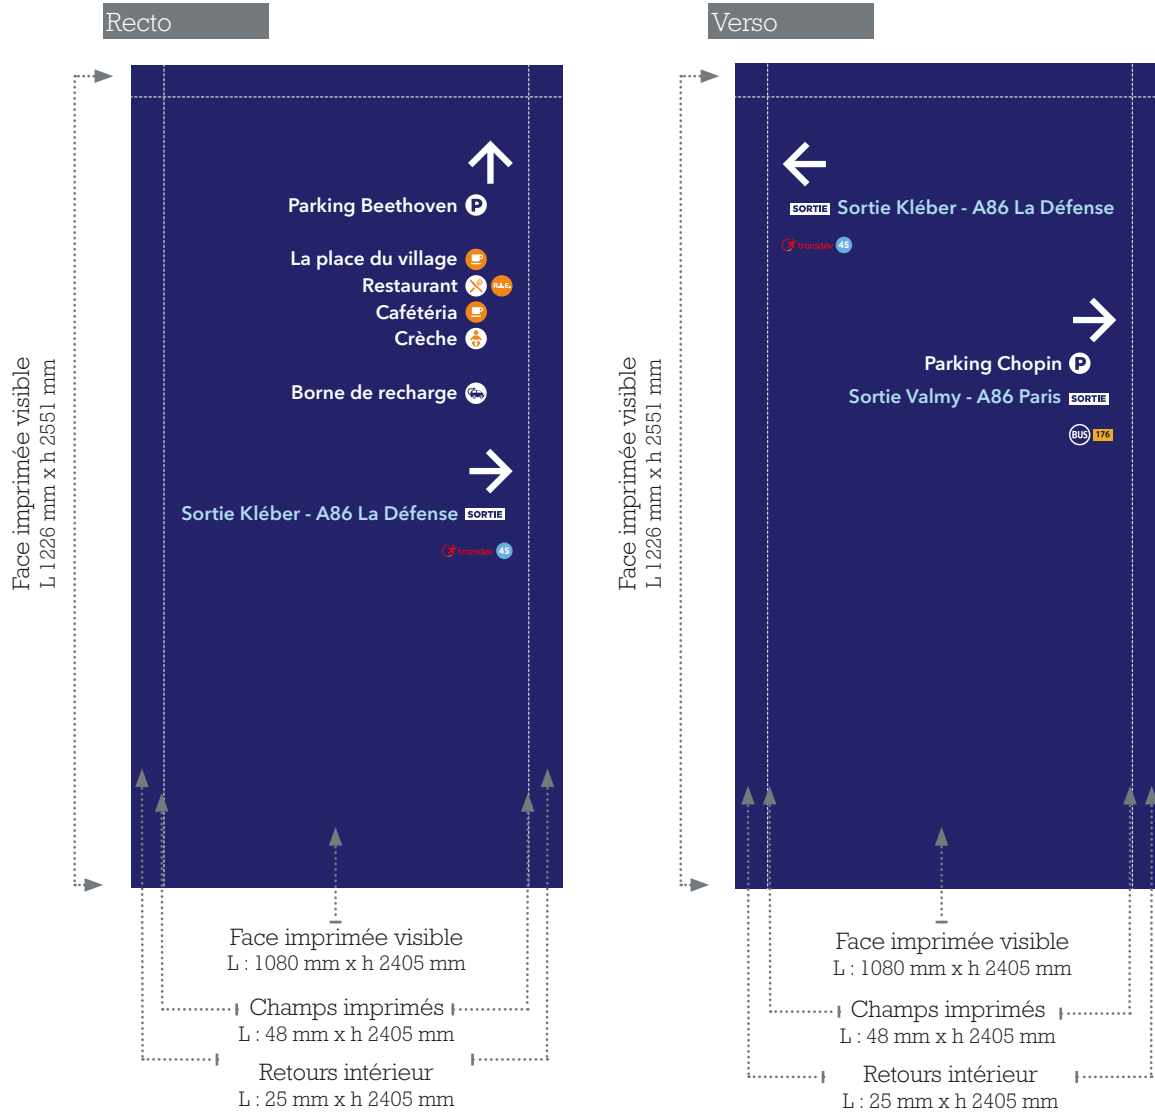 Recto
Face imprimée visible
L 1226 mm x h 2551 mm
Parking Beethoven P
La place du village
Restaurant R.I.E.
Cafétéria
Crèche
Borne de recharge
Sortie Kléber - A86 La Défense SORTIE
transdev 45
Face imprimée visible
L : 1080 mm x h 2405 mm
Champs imprimés
L : 48 mm x h 2405 mm
Retours intérieur
L : 25 mm x h 2405 mm
Verso
Face imprimée visible
L 1226 mm x h 2551 mm
SORTIE Sortie Kléber - A86 La Défense
transdev 45
Parking Chopin P
Sortie Valmy - A86 Paris SORTIE
BUS 176
Face imprimée visible
L : 1080 mm x h 2405 mm
Champs imprimés
L : 48 mm x h 2405 mm
Retours intérieur
L : 25 mm x h 2405 mm